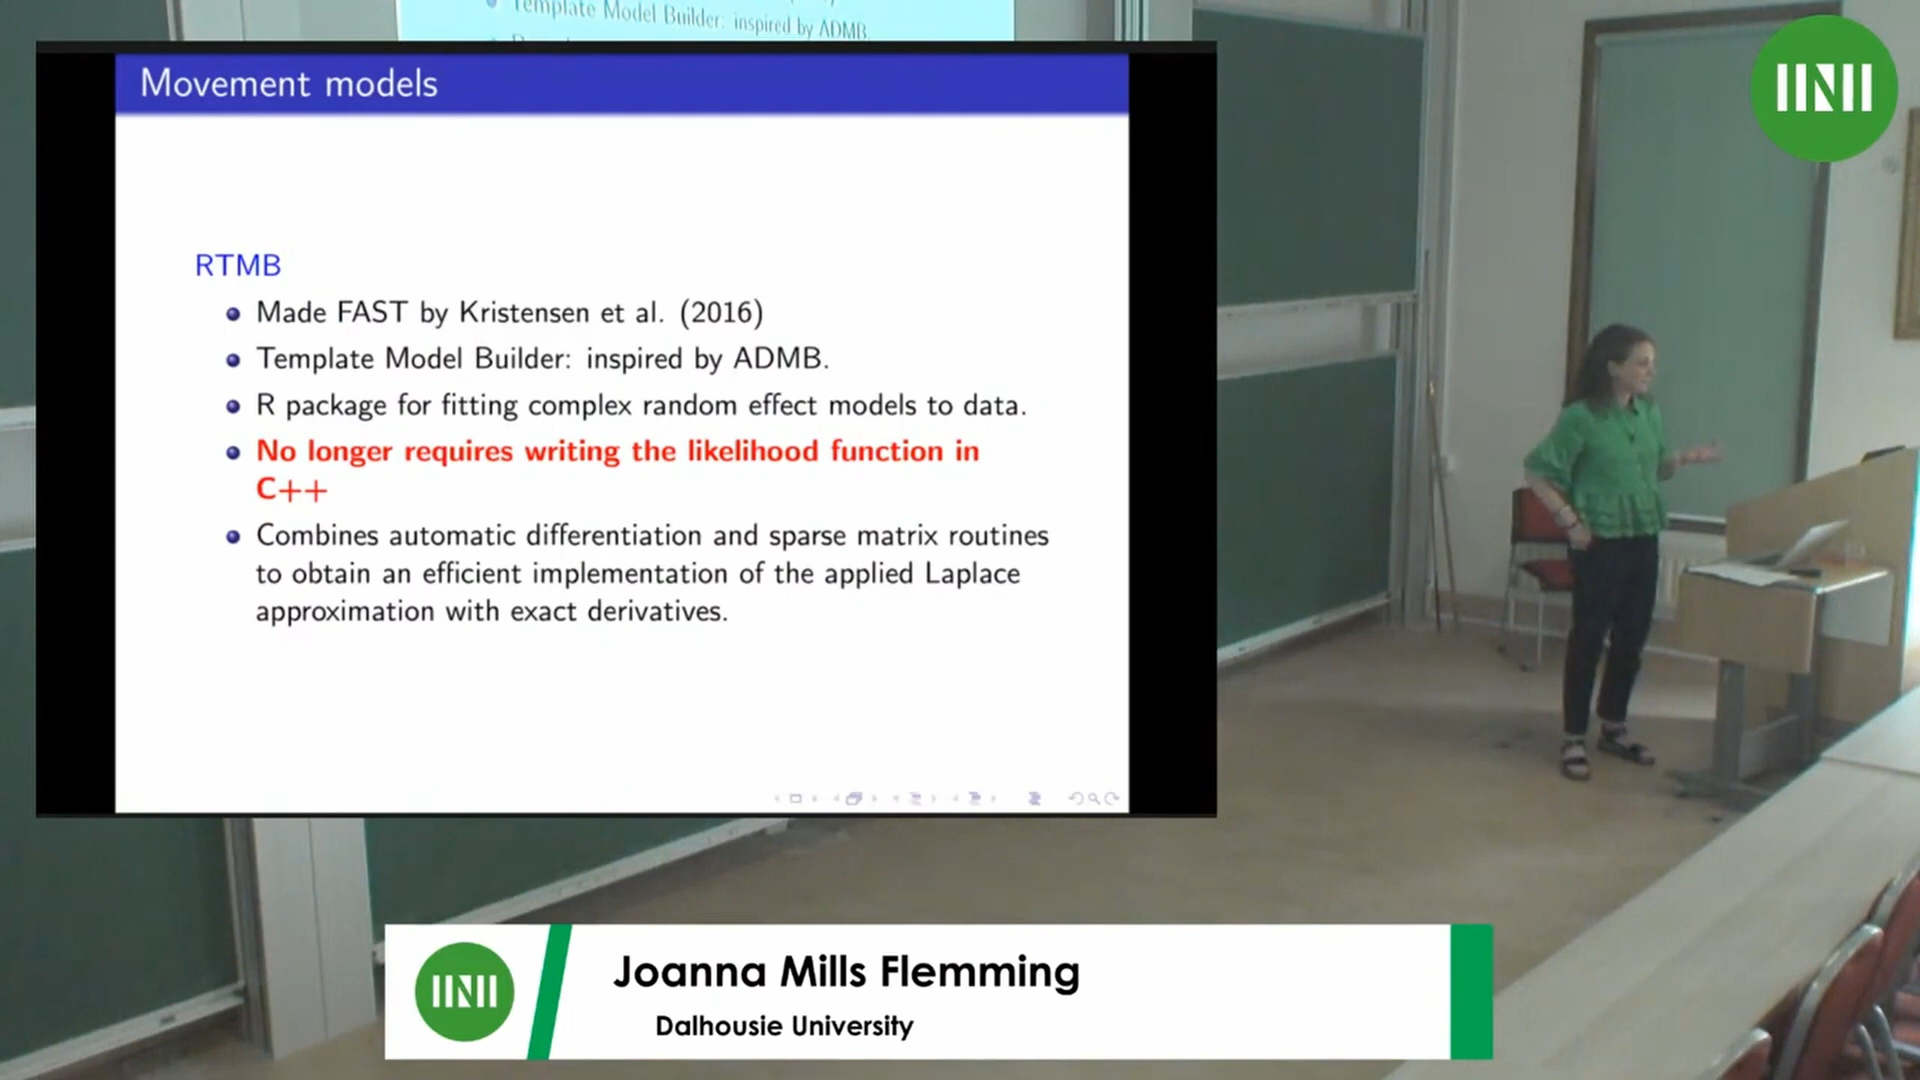 Template Model Builder: inspired by ADMB.
Movement models
RTMB
Made FAST by Kristensen et al. (2016)
Template Model Builder: inspired by ADMB.
R package for fitting complex random effect models to data.
No longer requires writing the likelihood function in
C++
Combines automatic differentiation and sparse matrix routines
to obtain an efficient implementation of the applied Laplace
approximation with exact derivatives.
Joanna Mills Flemming
Dalhousie University